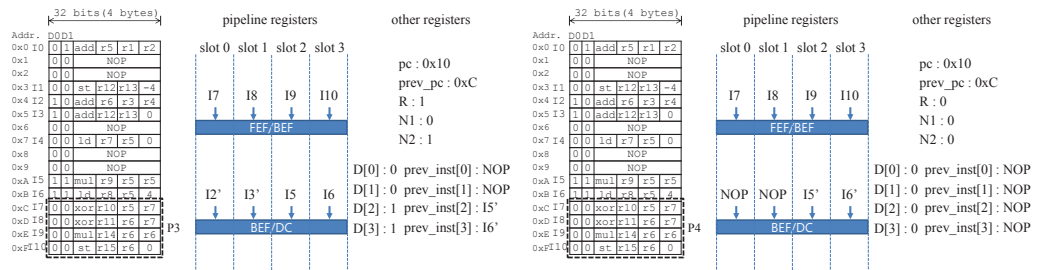 32 bits(4 bytes)
pipeline registers
other registers
Addr. D0D1
0x0 I0 0 1 add r5 r1 r2
0x1 0 0 NOP
0x2 0 0 NOP
0x3 I1 0 0 st r12 r13 -4
0x4 I2 0 1 add r6 r3 r4
0x5 I3 0 1 add r12 r13 0
0x6 0 0 NOP
0x7 I4 0 0 ld r7 r5 0
0x8 0 0 NOP
0x9 0 0 NOP
0xA I5 1 1 mul r9 r5 r5
0xB I6 1 1 ld r8 r5 4
0xC I7 0 0 xor r10 r5 r7
0xD I8 0 0 xor r11 r6 r7
0xE I9 0 0 mul r14 r6 r6
0xF I10 0 0 st r15 r6 0
P3
slot 0 slot 1 slot 2 slot 3
I7 I8 I9 I10
FEF/BEF
I2' I3' I5 I6
BEF/DC
pc : 0x10
prev_pc : 0xC
R : 1
N1 : 0
N2 : 1
D[0] : 0 prev_inst[0] : NOP
D[1] : 0 prev_inst[1] : NOP
D[2] : 1 prev_inst[2] : I5'
D[3] : 1 prev_inst[3] : I6'
32 bits(4 bytes)
pipeline registers
other registers
Addr. D0D1
0x0 I0 0 1 add r5 r1 r2
0x1 0 0 NOP
0x2 0 0 NOP
0x3 I1 0 0 st r12 r13 -4
0x4 I2 0 1 add r6 r3 r4
0x5 I3 0 1 add r12 r13 0
0x6 0 0 NOP
0x7 I4 0 0 ld r7 r5 0
0x8 0 0 NOP
0x9 0 0 NOP
0xA I5 1 1 mul r9 r5 r5
0xB I6 1 1 ld r8 r5 4
0xC I7 0 0 xor r10 r5 r7
0xD I8 0 0 xor r11 r6 r7
0xE I9 0 0 mul r14 r6 r6
0xF I10 0 0 st r15 r6 0
P4
slot 0 slot 1 slot 2 slot 3
I7 I8 I9 I10
FEF/BEF
NOP NOP I5' I6'
BEF/DC
pc : 0x10
prev_pc : 0xC
R : 0
N1 : 0
N2 : 0
D[0] : 0 prev_inst[0] : NOP
D[1] : 0 prev_inst[1] : NOP
D[2] : 0 prev_inst[2] : NOP
D[3] : 0 prev_inst[3] : NOP